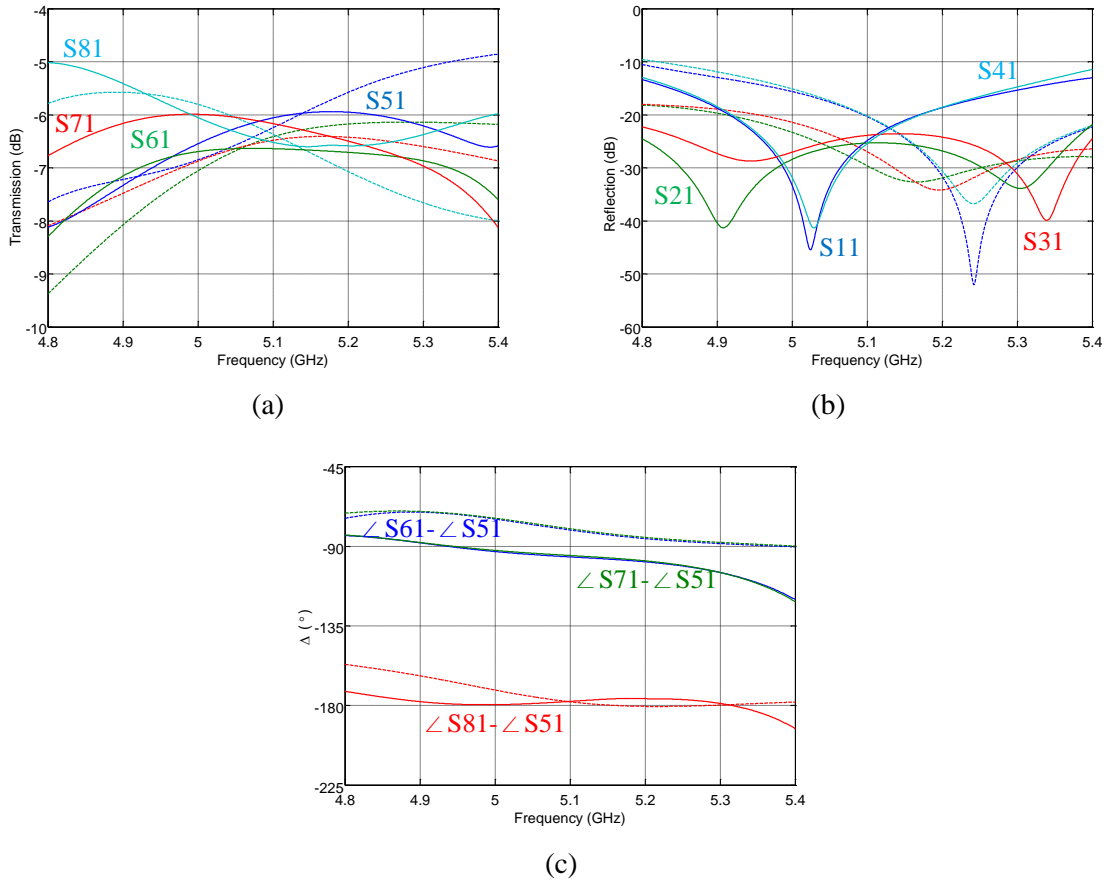 -4
-5
-6
-7
-8
-9
-10
Transmission (dB)
S81
S71
S61
S51
4.8 4.9 5 5.1 5.2 5.3 5.4
Frequency (GHz)
(a)
0
-10
-20
-30
-40
-50
-60
Reflection (dB)
S41
S21
S11
S31
4.8 4.9 5 5.1 5.2 5.3 5.4
Frequency (GHz)
(b)
-45
-90
-135
-180
-225
Δ (°)
∠S61-∠S51
∠S71-∠S51
∠S81-∠S51
4.8 4.9 5 5.1 5.2 5.3 5.4
Frequency (GHz)
(c)